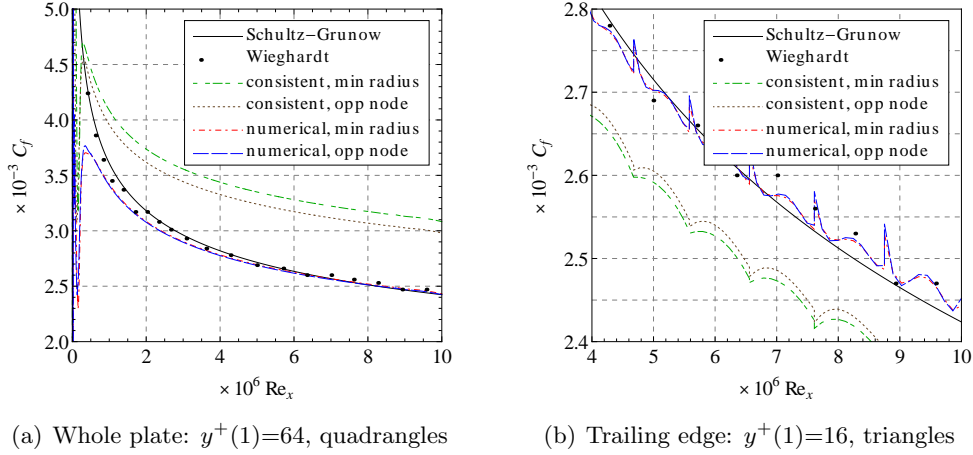 5.0
4.5
4.0
3.5
3.0
2.5
2.0
× 10⁻³ C_f
0
2
4
6
8
10
× 10⁶ Re_x
Schultz–Grunow
Wieghardt
consistent, min radius
consistent, opp node
numerical, min radius
numerical, opp node
(a) Whole plate: y⁺(1)=64, quadrangles
2.8
2.7
2.6
2.5
2.4
× 10⁻³ C_f
4
5
6
7
8
9
10
× 10⁶ Re_x
Schultz–Grunow
Wieghardt
consistent, min radius
consistent, opp node
numerical, min radius
numerical, opp node
(b) Trailing edge: y⁺(1)=16, triangles